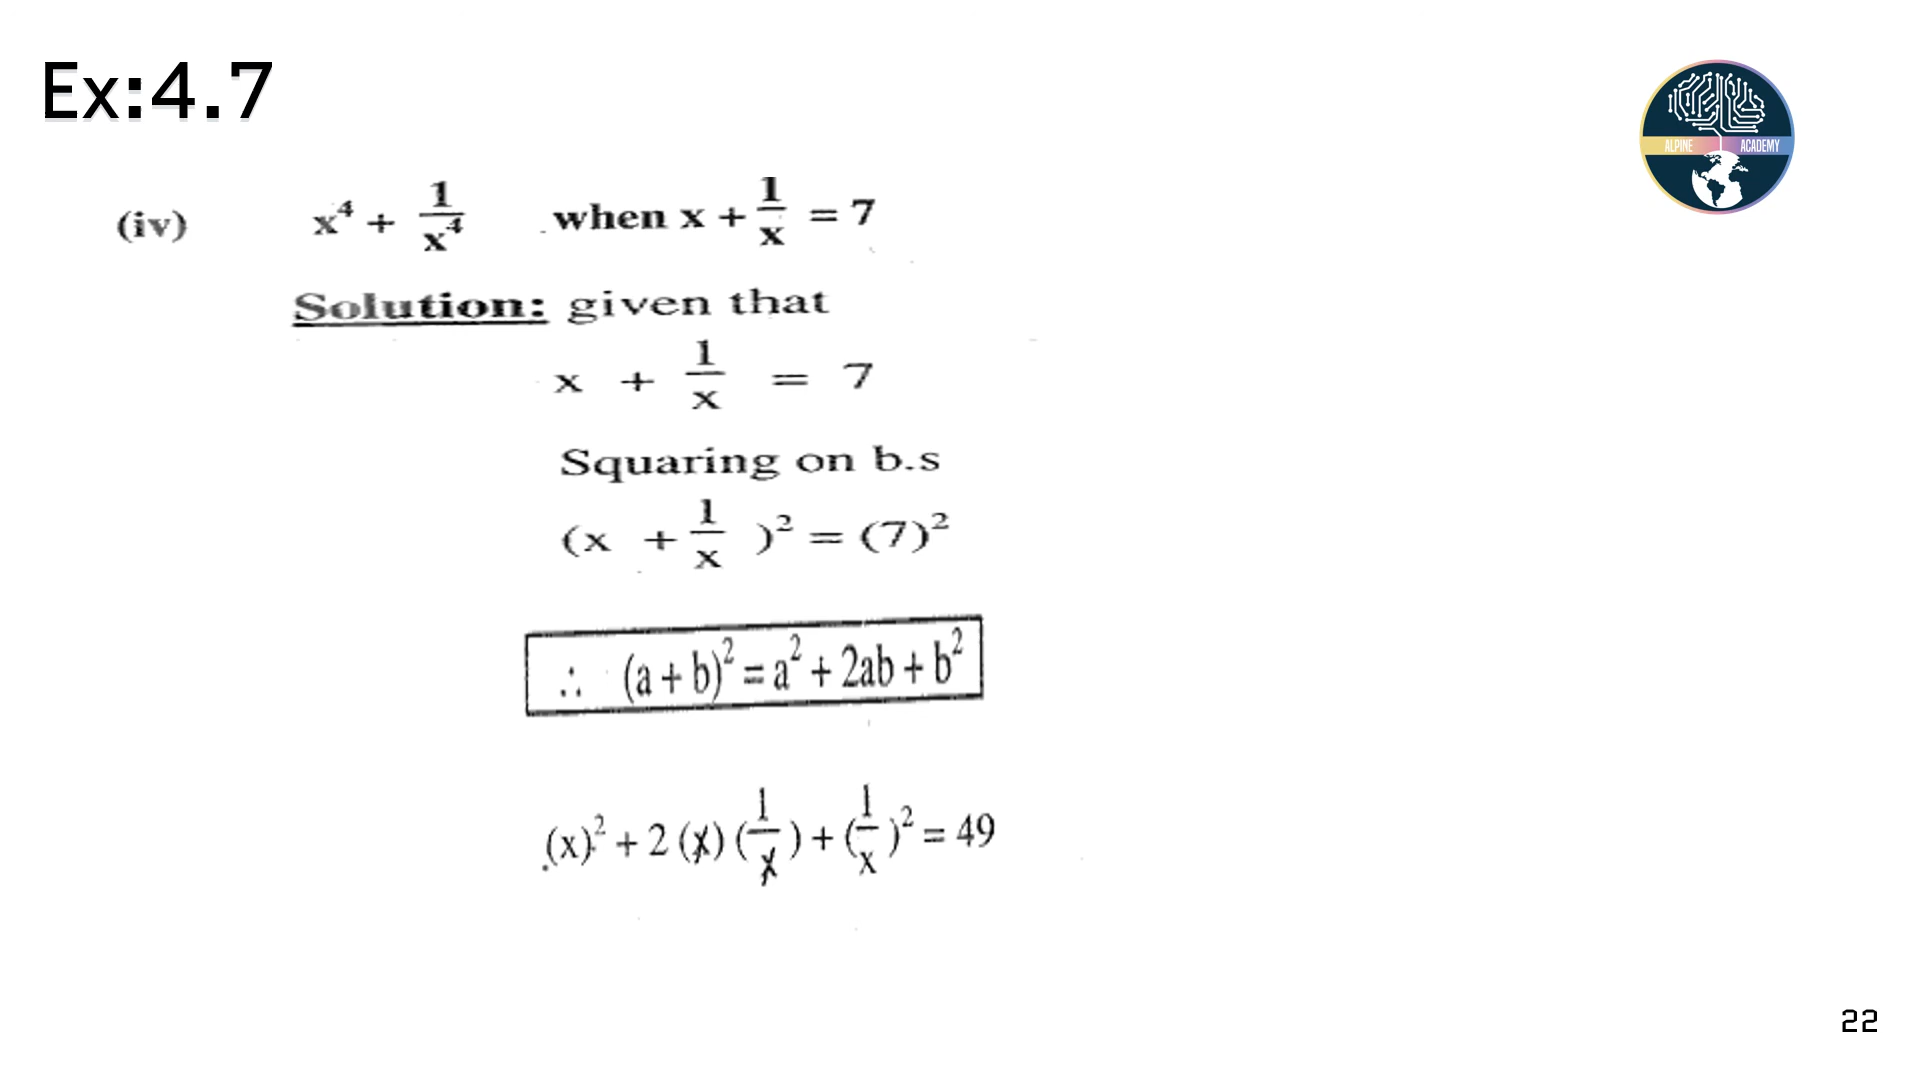 Ex:4.7
ALPINE ACADEMY
(iv) x⁴ + 1/x⁴ when x + 1/x = 7
Solution: given that
x + 1/x = 7
Squaring on b.s
(x + 1/x )² = (7)²
∴ (a + b)² = a² + 2ab + b²
(x)² + 2 (x) (1/x) + (1/x )² = 49
22